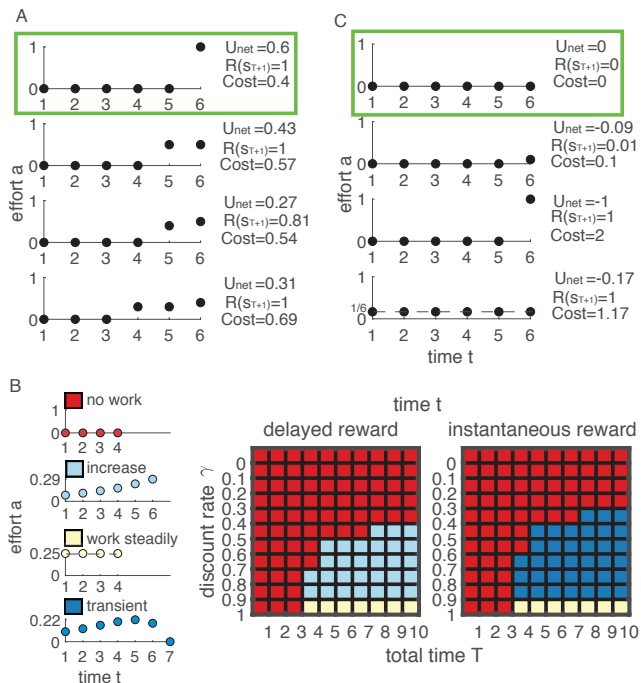 A
effort a
1
0
1 2 3 4 5 6
Unet =0.6
R(sT+1)=1
Cost=0.4
1
0
1 2 3 4 5 6
Unet =0.43
R(sT+1)=1
Cost=0.57
1
0
1 2 3 4 5 6
Unet =0.27
R(sT+1)=0.81
Cost=0.54
1
0
1 2 3 4 5 6
Unet =0.31
R(sT+1)=1
Cost=0.69
C
effort a
1
0
1 2 3 4 5 6
Unet =0
R(sT+1)=0
Cost=0
1
0
1 2 3 4 5 6
Unet =-0.09
R(sT+1)=0.01
Cost=0.1
1
0
1 2 3 4 5 6
Unet =-1
R(sT+1)=1
Cost=2
1
1/6
0
1 2 3 4 5 6
Unet =-0.17
R(sT+1)=1
Cost=1.17
time t
B
effort a
no work
1
0
1 2 3 4
increase
0.29
0
1 2 3 4 5 6
work steadily
0.25
0
1 2 3 4
transient
0.22
0
1 2 3 4 5 6 7
time t
time t
delayed reward
discount rate γ
0
0.1
0.2
0.3
0.4
0.5
0.6
0.7
0.8
0.9
1
1 2 3 4 5 6 7 8 9 10
instantaneous reward
0
0.1
0.2
0.3
0.4
0.5
0.6
0.7
0.8
0.9
1
1 2 3 4 5 6 7 8 9 10
total time T